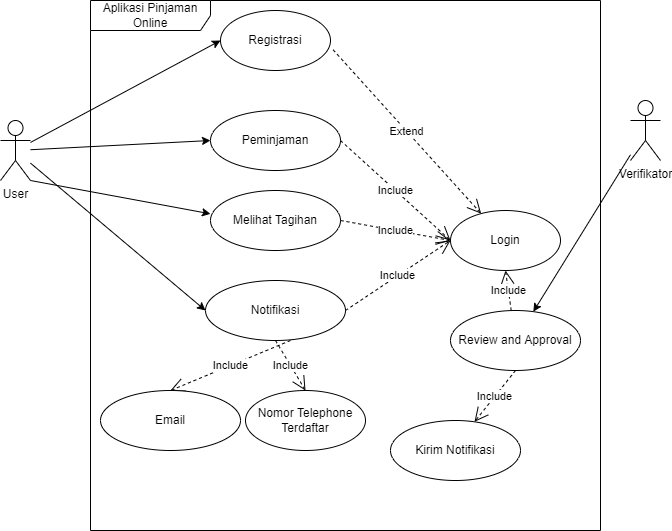 Aplikasi Pinjaman
Online
Registrasi
Extend
Peminjaman
User
Verifikator
Include
Melihat Tagihan
Include
Login
Include
Notifikasi
Include
Review and Approval
Include
Include
Include
Email
Nomor Telephone
Terdaftar
Kirim Notifikasi